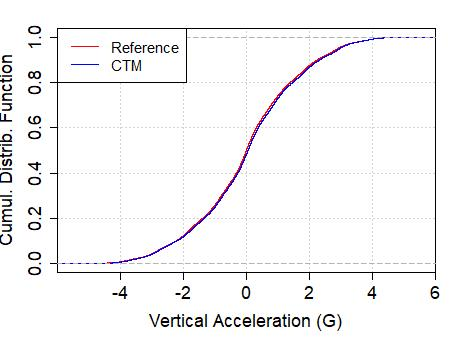 Reference
CTM
Cumul. Distrib. Function
1.0
0.8
0.6
0.4
0.2
0.0
-4 -2 0 2 4 6
Vertical Acceleration (G)